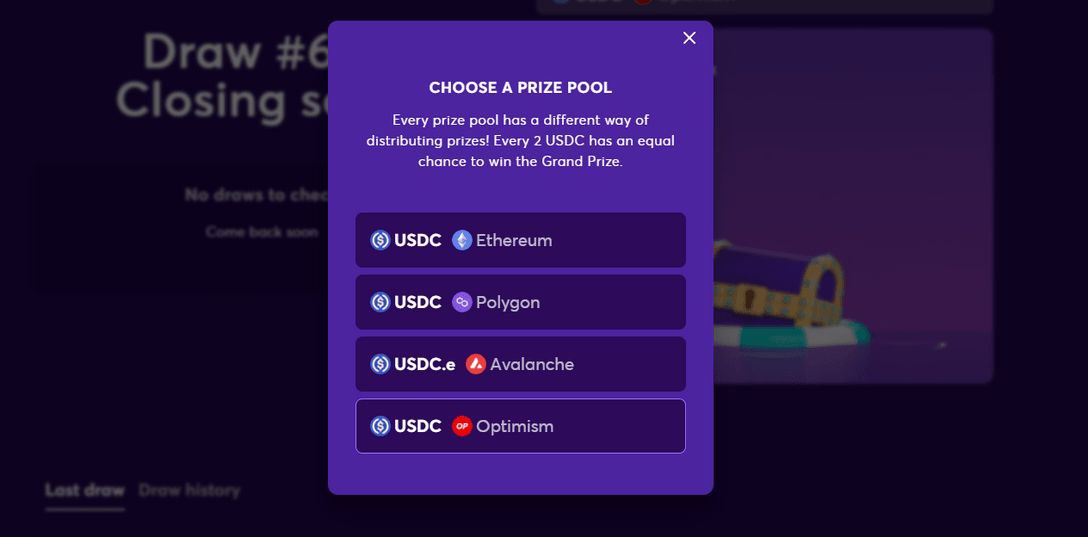 Draw #6
Closing s
CHOOSE A PRIZE POOL
Every prize pool has a different way of
distributing prizes! Every 2 USDC has an equal
chance to win the Grand Prize.
No draws to chec
Come back soon
USDC Ethereum
USDC Polygon
USDC.e Avalanche
USDC OP Optimism
Last draw Draw history